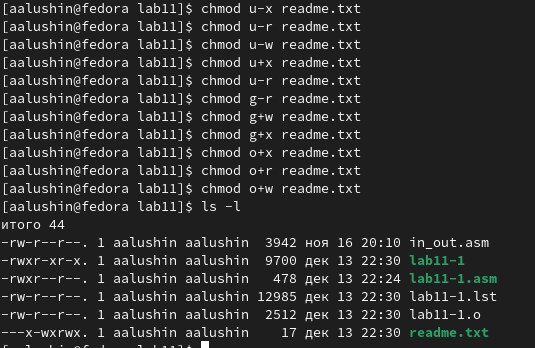 [aalushin@fedora lab11]$ chmod u-x readme.txt
[aalushin@fedora lab11]$ chmod u-r readme.txt
[aalushin@fedora lab11]$ chmod u-w readme.txt
[aalushin@fedora lab11]$ chmod u+x readme.txt
[aalushin@fedora lab11]$ chmod u-r readme.txt
[aalushin@fedora lab11]$ chmod g-r readme.txt
[aalushin@fedora lab11]$ chmod g+w readme.txt
[aalushin@fedora lab11]$ chmod g+x readme.txt
[aalushin@fedora lab11]$ chmod o+x readme.txt
[aalushin@fedora lab11]$ chmod o+r readme.txt
[aalushin@fedora lab11]$ chmod o+w readme.txt
[aalushin@fedora lab11]$ ls -l
итого 44
-rw-r--r--. 1 aalushin aalushin  3942 ноя 16 20:10 in_out.asm
-rwxr-xr-x. 1 aalushin aalushin  9700 дек 13 22:30 lab11-1
-rwxr--r--. 1 aalushin aalushin   478 дек 13 22:24 lab11-1.asm
-rw-r--r--. 1 aalushin aalushin 12985 дек 13 22:30 lab11-1.lst
-rw-r--r--. 1 aalushin aalushin  2512 дек 13 22:30 lab11-1.o
---x-wxrwx. 1 aalushin aalushin    17 дек 13 22:30 readme.txt
[aalushin@fedora lab11]$